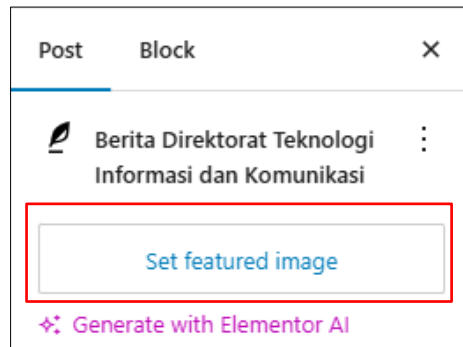 Post Block
Berita Direktorat Teknologi
Informasi dan Komunikasi
Set featured image
Generate with Elementor AI